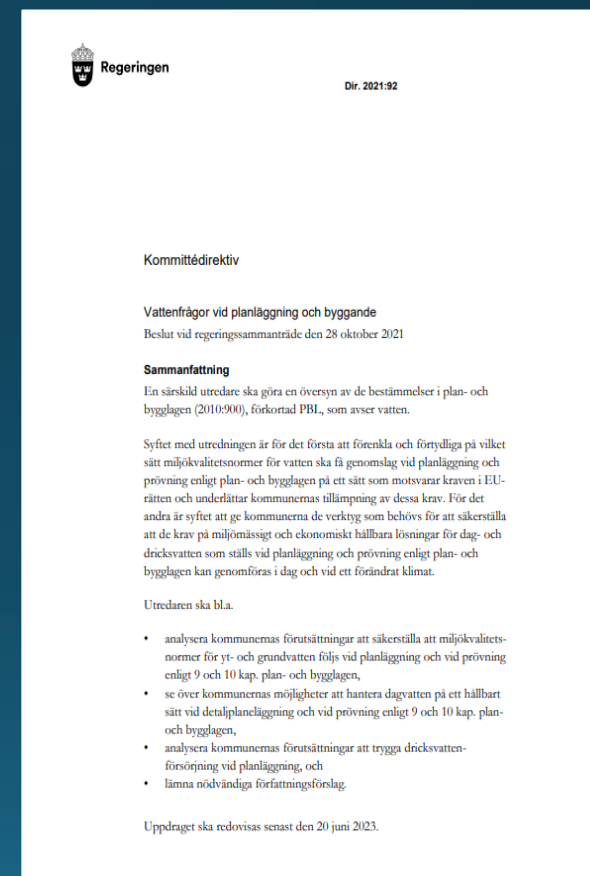 Regeringen
Dir. 2021:92
Kommittédirektiv
Vattenfrågor vid planläggning och byggande
Beslut vid regeringssammanträde den 28 oktober 2021
Sammanfattning
En särskild utredare ska göra en översyn av de bestämmelser i plan- och
bygglagen (2010:900), förkortad PBL, som avser vatten.
Syftet med utredningen är för det första att förenkla och förtydliga på vilket
sätt miljökvalitetsnormer för vatten ska få genomslag vid planläggning och
prövning enligt plan- och bygglagen på ett sätt som motsvarar kraven i EU-
rätten och underlättar kommunernas tillämpning av dessa krav. För det
andra är syftet att ge kommunerna de verktyg som behövs för att säkerställa
att de krav på miljömässigt och ekonomiskt hållbara lösningar för dag- och
dricksvatten som ställs vid planläggning och prövning enligt plan- och
bygglagen kan genomföras i dag och vid ett förändrat klimat.
Utredaren ska bl.a.
• analysera kommunernas förutsättningar att säkerställa att miljökvalitets-
normer för yt- och grundvatten följs vid planläggning och vid prövning
enligt 9 och 10 kap. plan- och bygglagen,
• se över kommunernas möjligheter att hantera dagvatten på ett hållbart
sätt vid detaljplaneläggning och vid prövning enligt 9 och 10 kap. plan-
och bygglagen,
• analysera kommunernas förutsättningar att trygga dricksvatten-
försörjning vid planläggning, och
• lämna nödvändiga författningsförslag.
Uppdraget ska redovisas senast den 20 juni 2023.